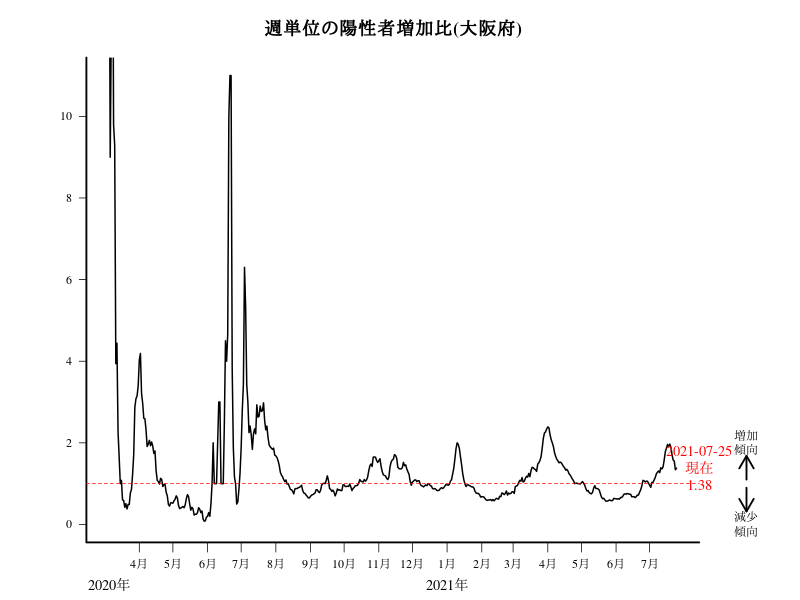 週単位の陽性者増加比(大阪府)
10
8
6
4
2
0
増加
傾向
2021-07-25
現在
1.38
減少
傾向
4月 5月 6月 7月 8月 9月 10月 11月 12月 1月 2月 3月 4月 5月 6月 7月
2020年 2021年